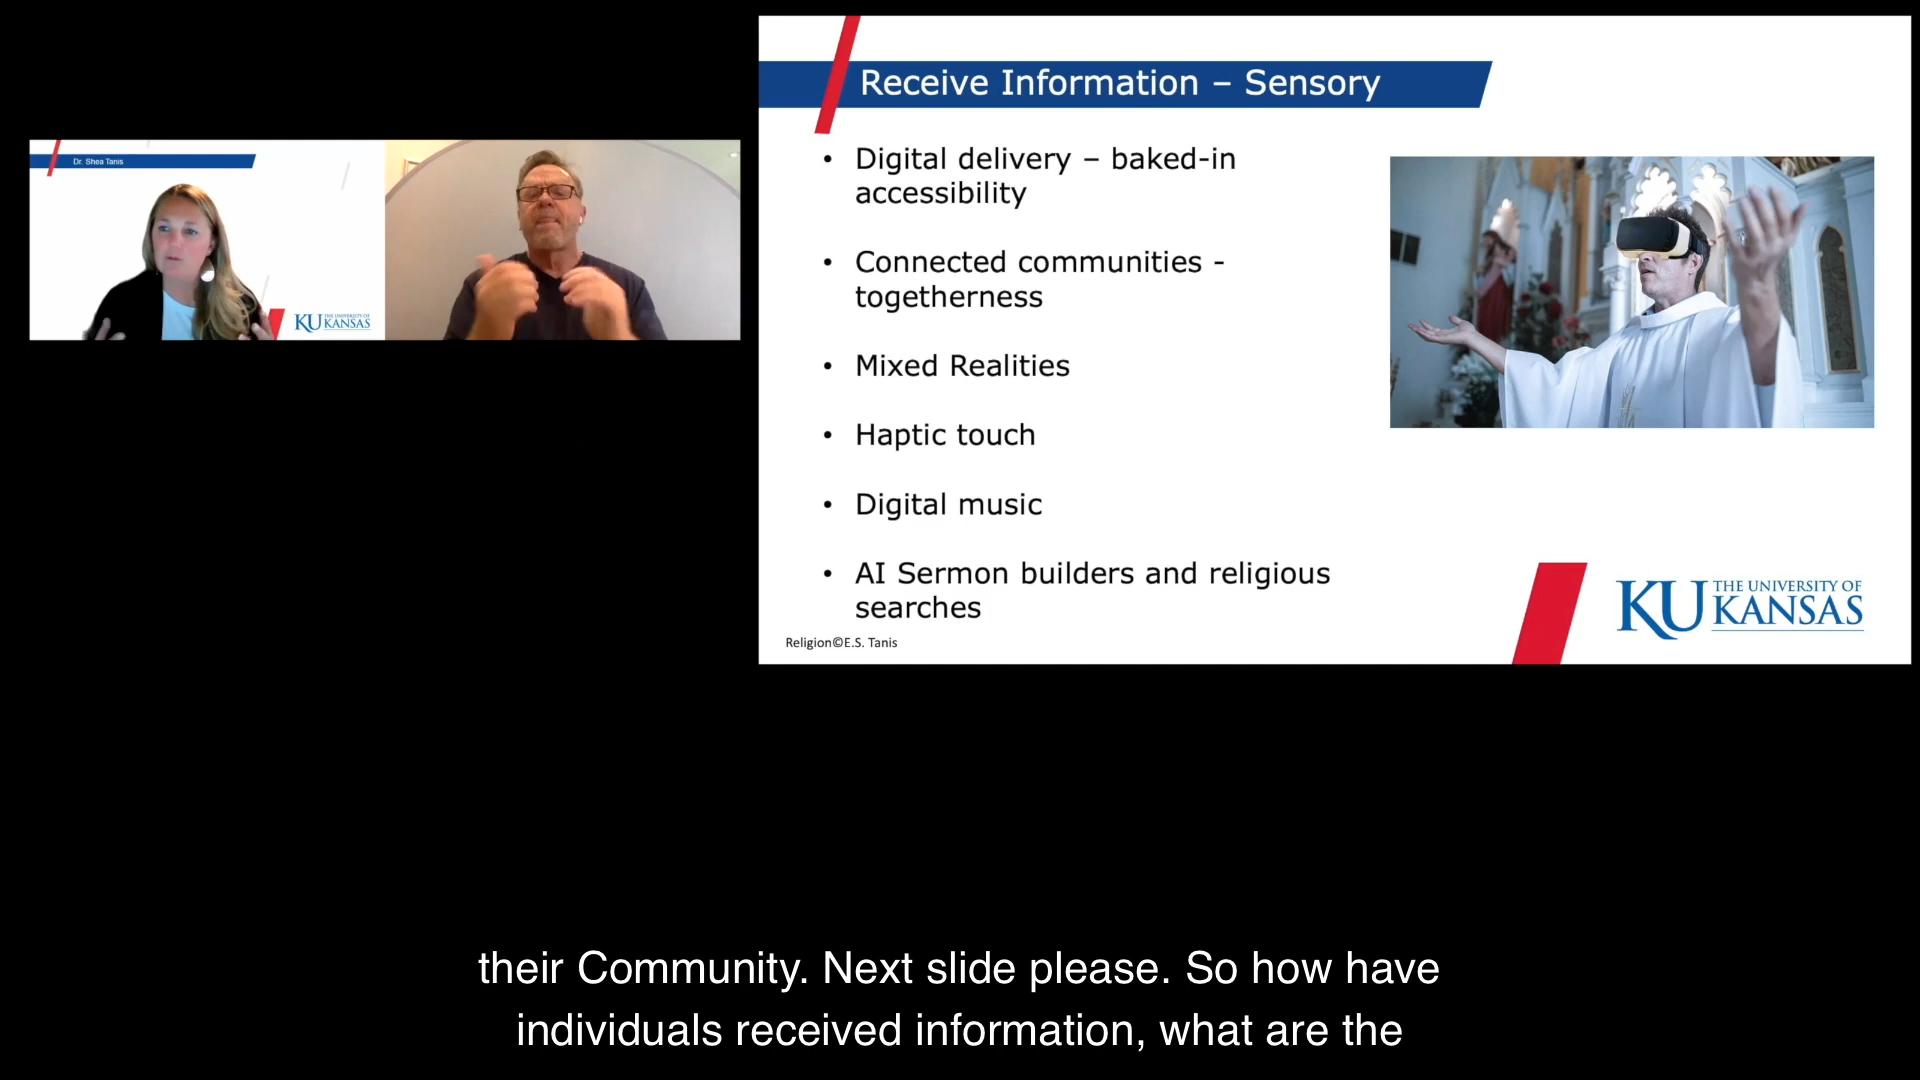 Dr. Shea Tanis
KU THE UNIVERSITY OF
KANSAS
Receive Information – Sensory
• Digital delivery – baked-in
accessibility
• Connected communities -
togetherness
• Mixed Realities
• Haptic touch
• Digital music
• AI Sermon builders and religious
searches
Religion©E.S. Tanis
KU THE UNIVERSITY OF
KANSAS
their Community. Next slide please. So how have
individuals received information, what are the